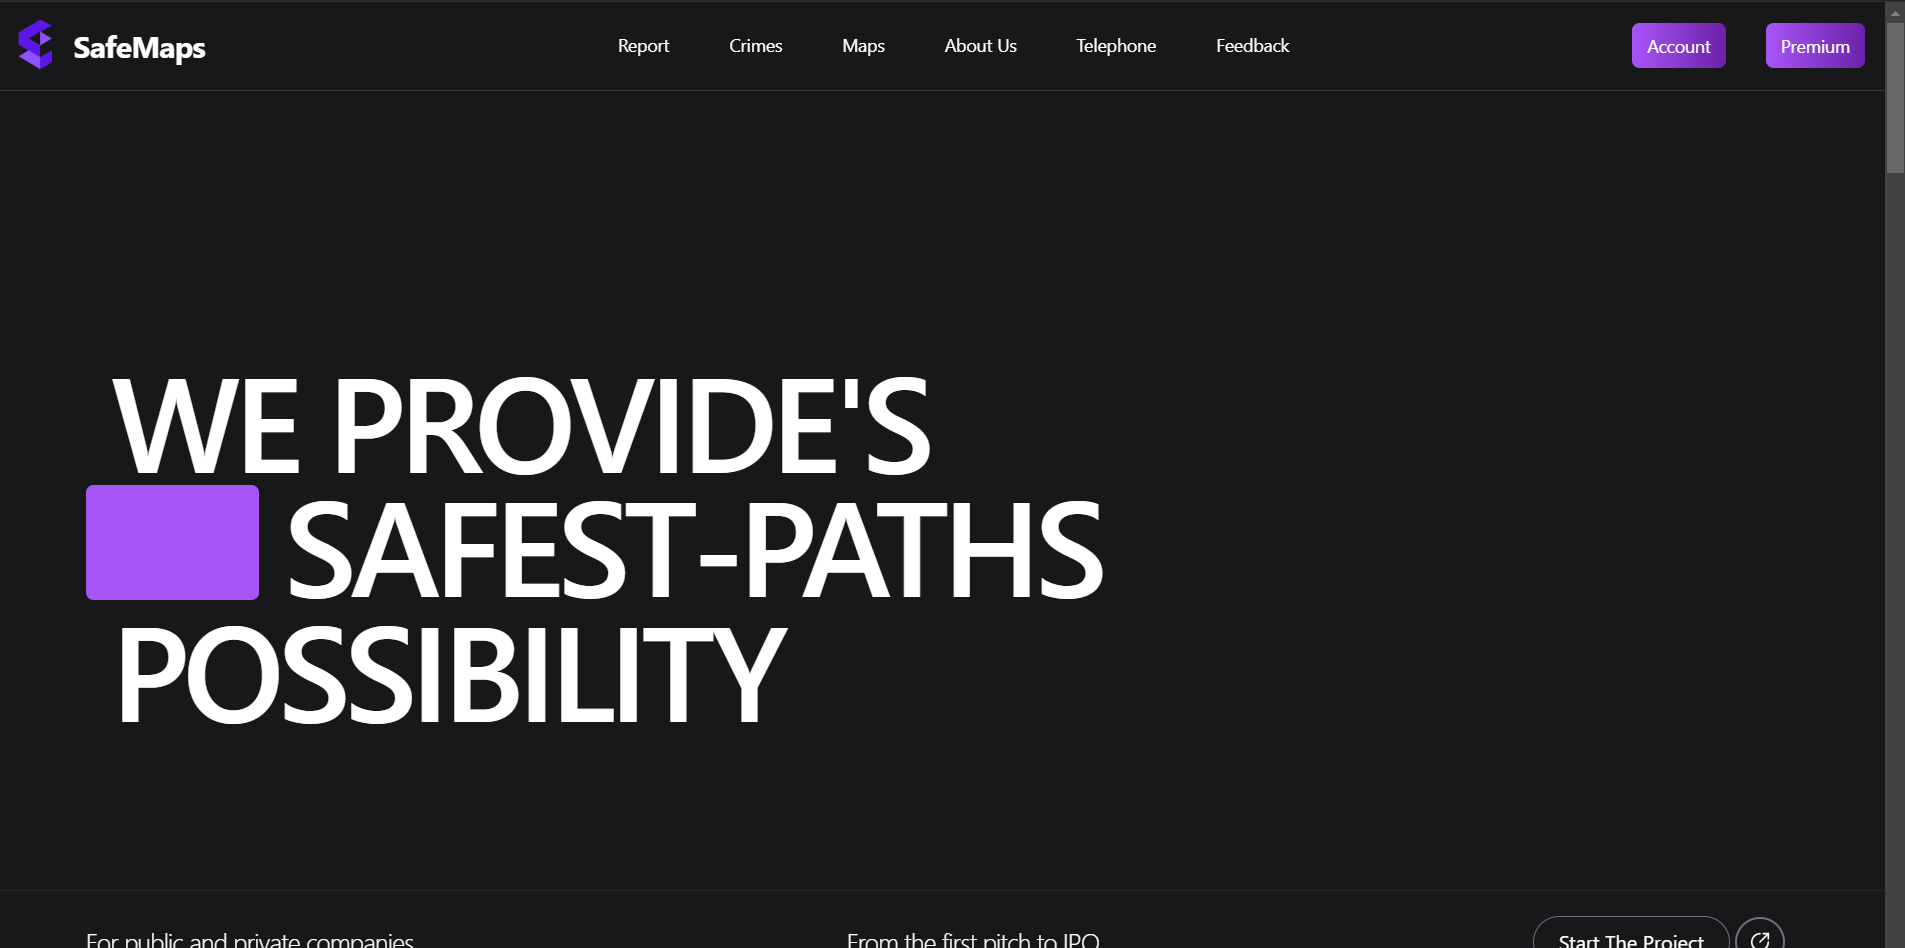 SafeMaps
Report
Crimes
Maps
About Us
Telephone
Feedback
Account
Premium
WE PROVIDE'S
SAFEST-PATHS
POSSIBILITY
For public and private companies
From the first pitch to IPO
Start The Project